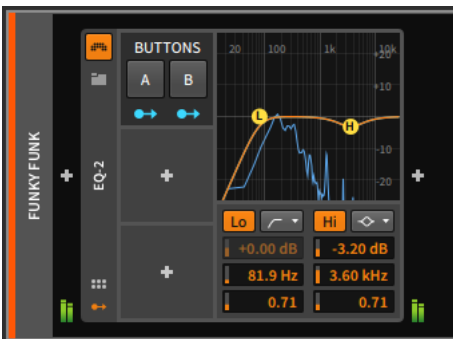 FUNKY FUNK
EQ-2
BUTTONS
A B
20 100 1k 10k
+20
+10
-10
-20
L
H
Lo Hi
+0.00 dB -3.20 dB
81.9 Hz 3.60 kHz
0.71 0.71